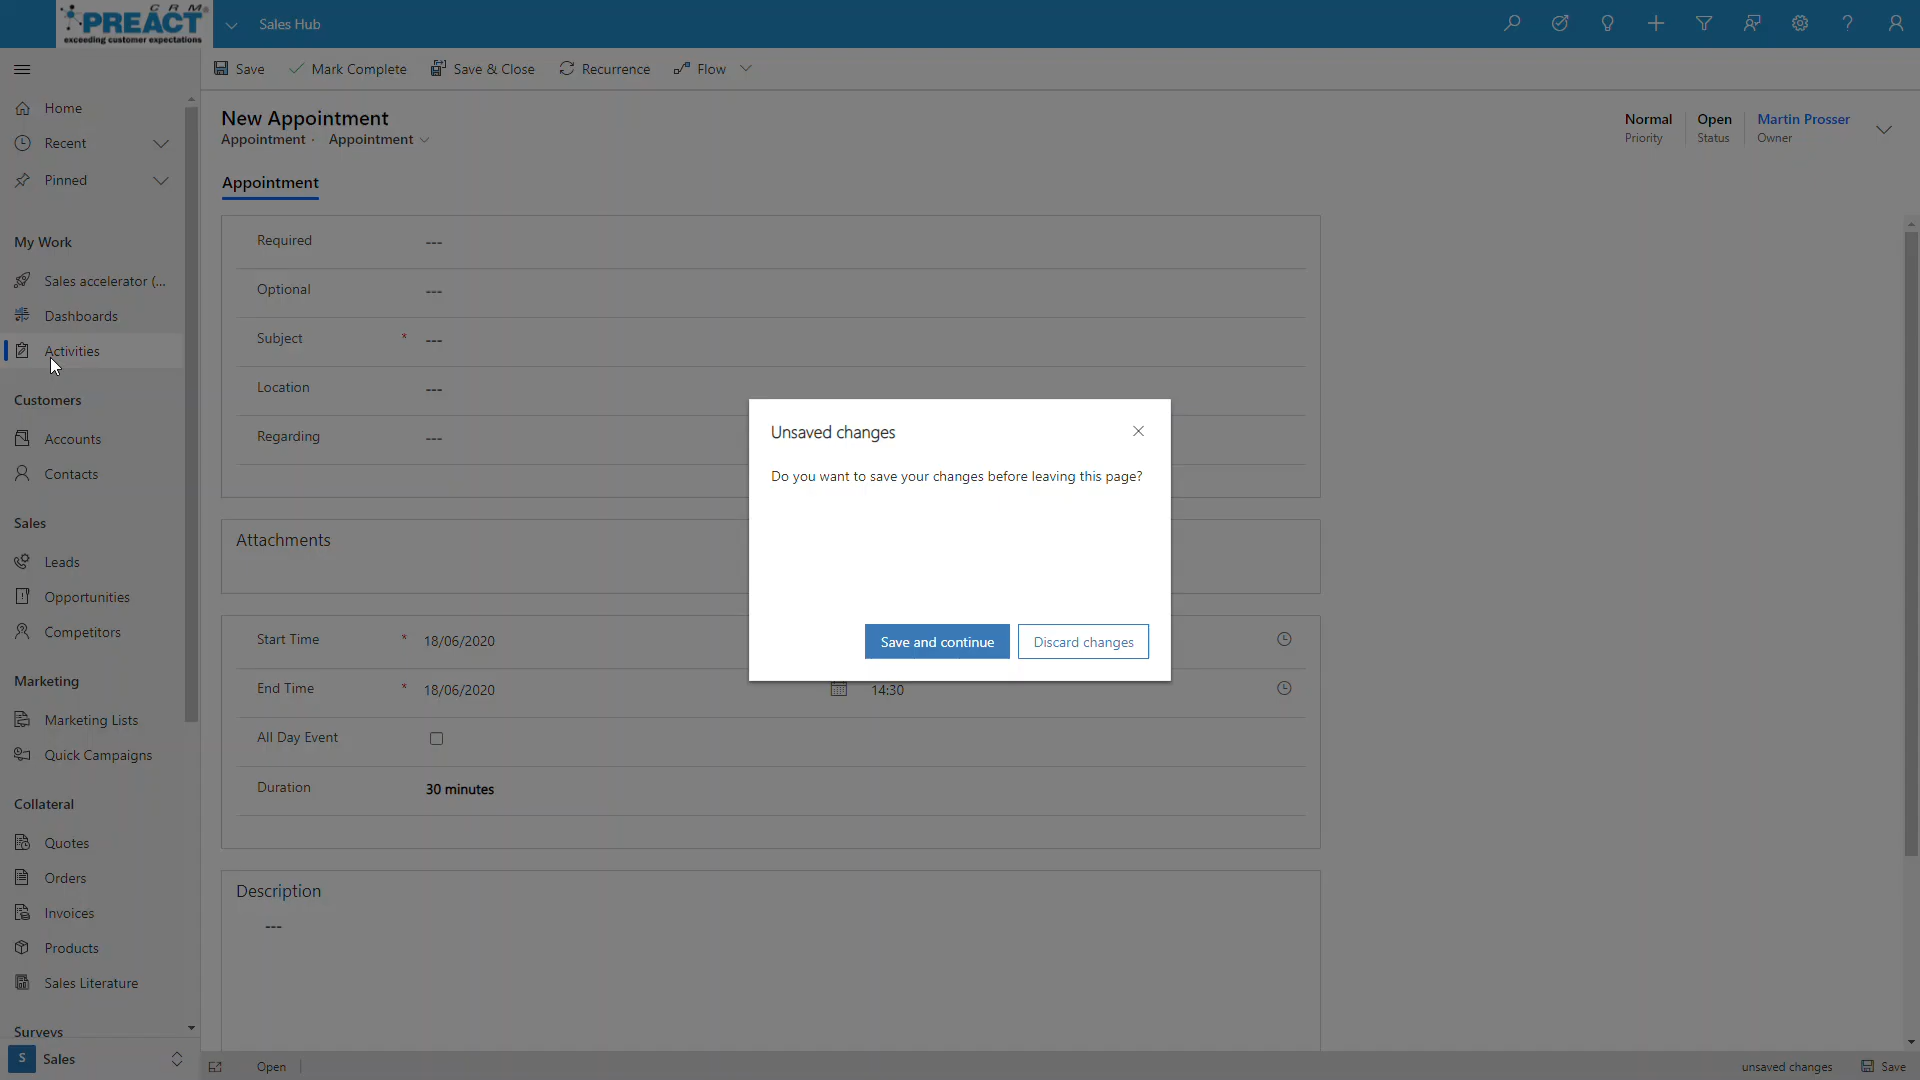 CRM
PREACT
exceeding customer expectations
Sales Hub
Save
Mark Complete
Save & Close
Recurrence
Flow
Home
Recent
Pinned
My Work
Sales accelerator (...
Dashboards
Activities
Customers
Accounts
Contacts
Sales
Leads
Opportunities
Competitors
Marketing
Marketing Lists
Quick Campaigns
Collateral
Quotes
Orders
Invoices
Products
Sales Literature
Surveys
S Sales
New Appointment
Appointment · Appointment
Normal
Priority
Open
Status
Martin Prosser
Owner
Appointment
Required ---
Optional ---
Subject * ---
Location ---
Regarding ---
Attachments
Start Time * 18/06/2020
End Time * 18/06/2020 14:30
All Day Event
Duration 30 minutes
Description
---
Unsaved changes
Do you want to save your changes before leaving this page?
Save and continue
Discard changes
Open
unsaved changes
Save